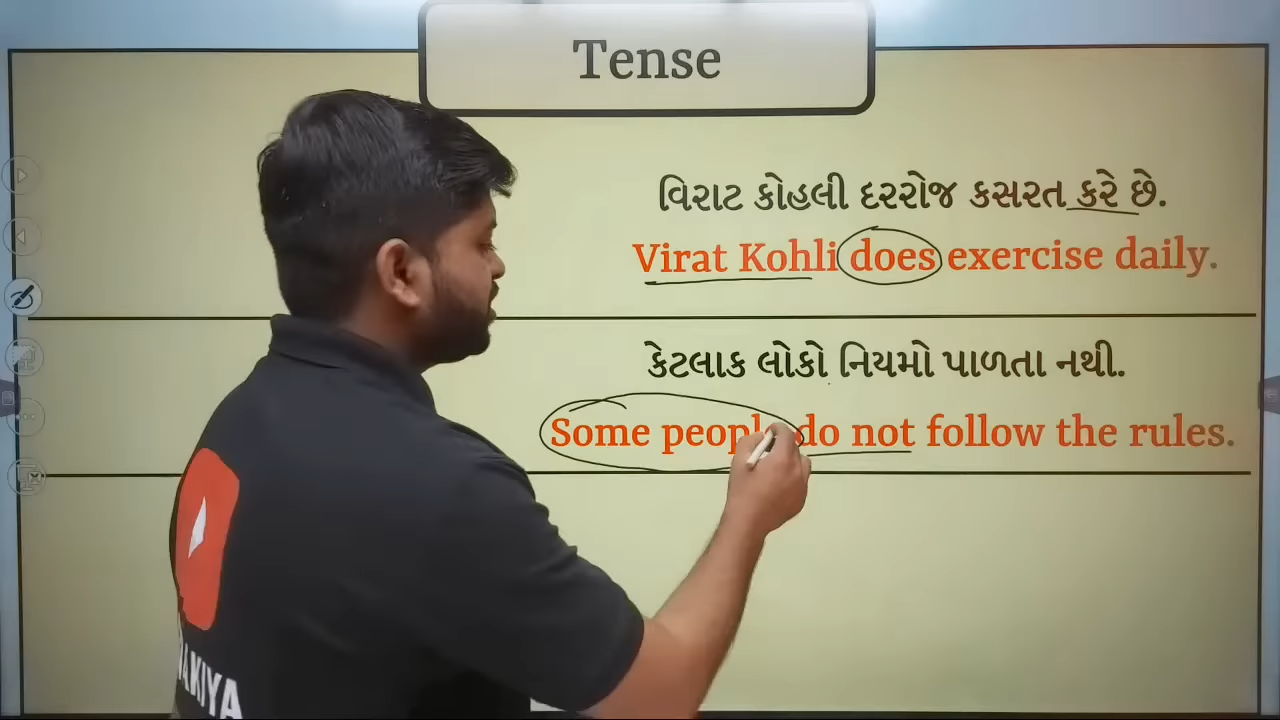 Tense
વિરાટ કોહલી દરરોજ કસરત કરે છે.
Virat Kohli does exercise daily.
કેટલાક લોકો નિયમો પાળતા નથી.
Some people do not follow the rules.